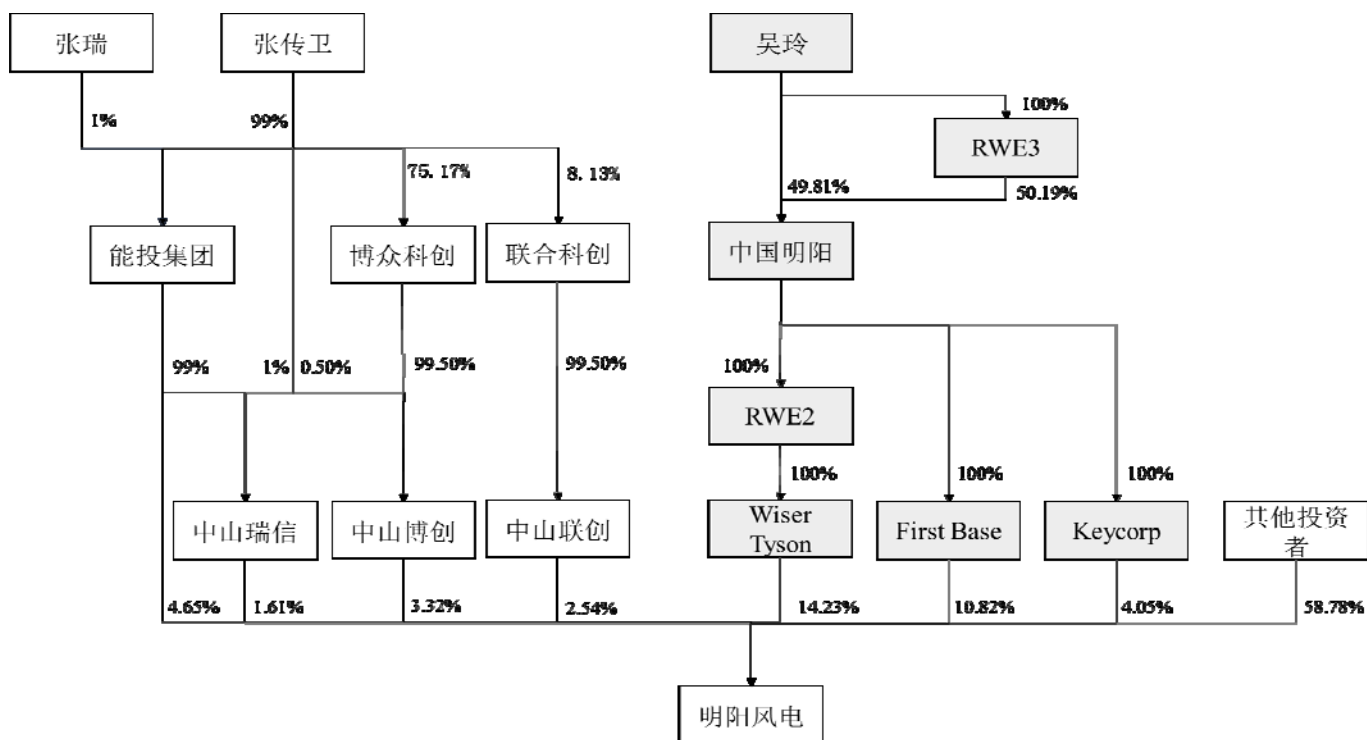 张瑞
张传卫
吴玲
1%
99%
100%
RWE3
75.17%
8.13%
49.81%
50.19%
能投集团
博众科创
联合科创
中国明阳
99%
1%
0.50%
99.50%
99.50%
100%
RWE2
100%
100%
100%
中山瑞信
中山博创
中山联创
Wiser
Tyson
First Base
Keycorp
其他投资
者
4.65%
1.61%
3.32%
2.54%
14.23%
10.82%
4.05%
58.78%
明阳风电